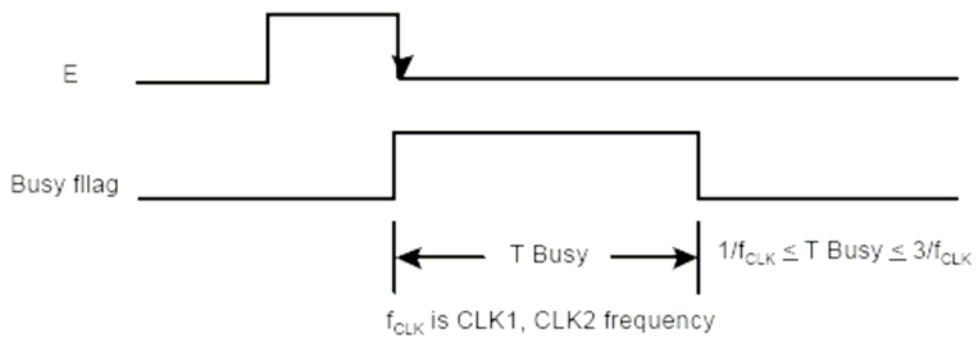 E
Busy fllag
T Busy
1/fCLK ≤ T Busy ≤ 3/fCLK
fCLK is CLK1, CLK2 frequency